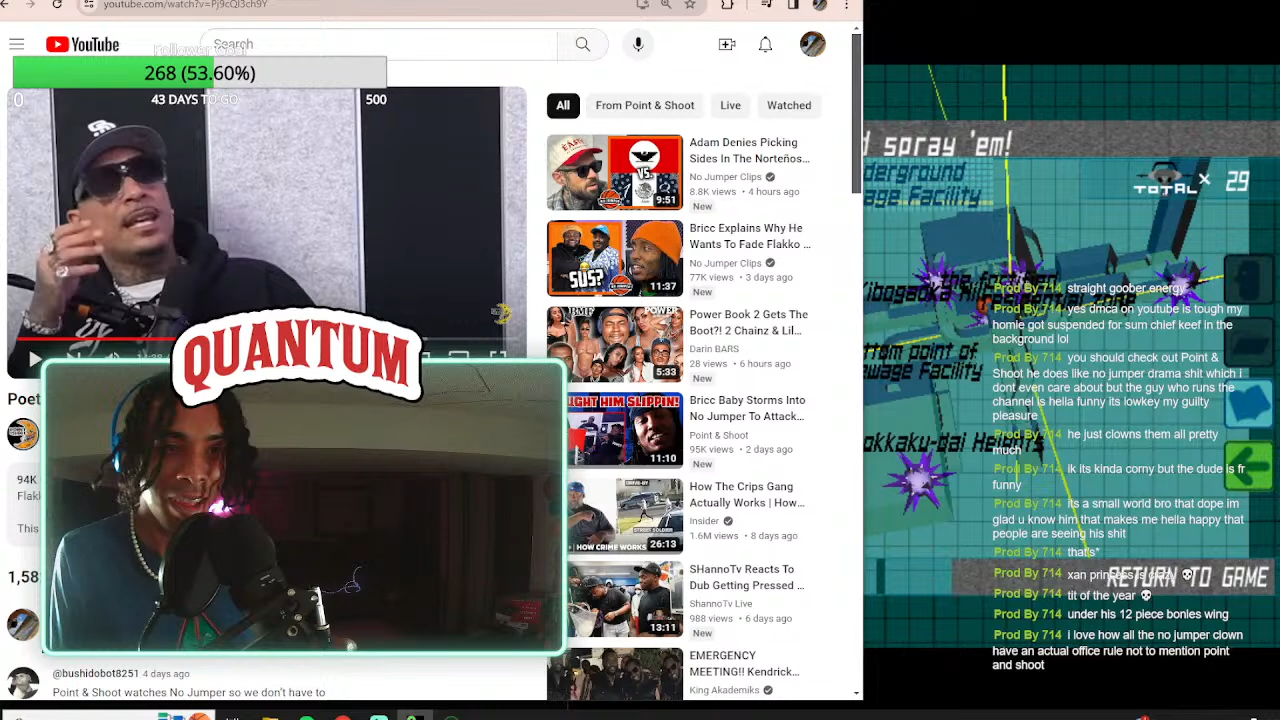 youtube.com/watch?v=Pj9cQl3ch9Y
YouTube
Search
268 (53.60%)
0
43 DAYS TO GO
500
All
From Point & Shoot
Live
Watched
Adam Denies Picking
Sides In The Norteños...
No Jumper Clips
8.8K views • 4 hours ago
New
9:51
Bricc Explains Why He
Wants To Fade Flakko ...
No Jumper Clips
77K views • 3 days ago
New
SUS?
11:37
Power Book 2 Gets The
Boot?! 2 Chainz & Lil...
Darin BARS
28 views • 6 hours ago
New
BMF
POWER
5:33
Bricc Baby Storms Into
No Jumper To Attack...
Point & Shoot
95K views • 2 days ago
New
HIM SLIPPIN!
11:10
How The Crips Gang
Actually Works | How...
Insider
1.6M views • 8 days ago
HOW CRIME WORKS
26:13
SHannoTv Reacts To
Dub Getting Pressed ...
ShannoTv Live
988 views • 6 days ago
New
13:11
EMERGENCY
MEETING!! Kendrick...
King Akademiks
QUANTUM
Poet
94K
Flakk
This
1,58
@bushidobot8251 4 days ago
Point & Shoot watches No Jumper so we don't have to
d spray 'em!
TOTAL × 29
Prod By 714 straight goober energy
Prod By 714 yes dmca on youtube is tough my
homie got suspended for sum chief keef in the
background lol
Prod By 714 you should check out Point &
Shoot he does like no jumper drama shit which i
dont even care about but the guy who runs the
channel is hella funny its lowkey my guilty
pleasure
Prod By 714 he just clowns them all pretty
much
Prod By 714 Ik its kinda corny but the dude is fr
funny
Prod By 714 its a small world bro that dope im
glad u know him that makes me hella happy that
people are seeing his shit
Prod By 714 that's*
Prod By 714 xan princess is crazy 💀
RETURN TO GAME
Prod By 714 tit of the year 💀
Prod By 714 under his 12 piece bonies wing
Prod By 714 i love how all the no jumper clown
have an actual office rule not to mention point
and shoot